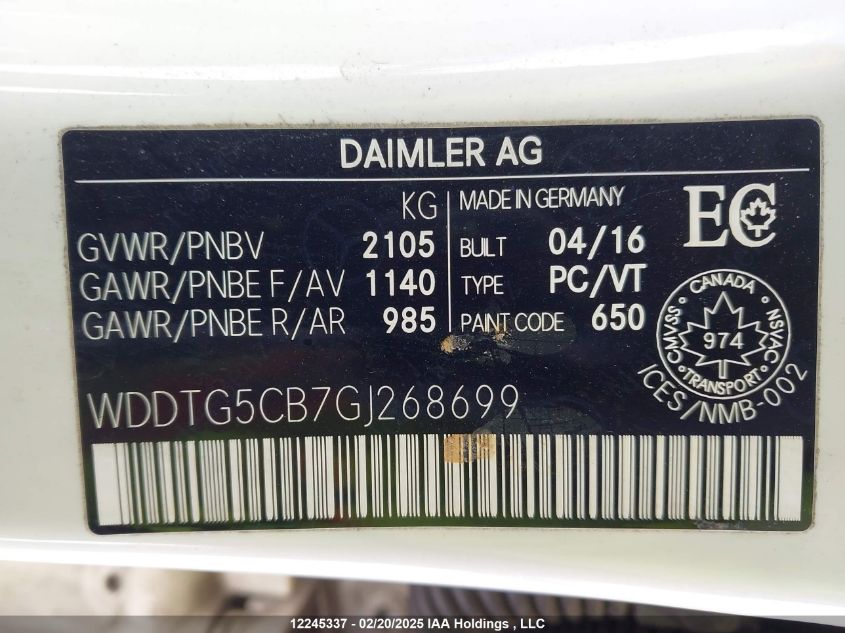 DAIMLER AG
KG
GVWR/PNBV 2105
GAWR/PNBE F/AV 1140
GAWR/PNBE R/AR 985
MADE IN GERMANY
BUILT 04/16
TYPE PC/VT
PAINT CODE 650
EC
CANADA
CMVSS/NSVAC
974
TRANSPORT
ICES/NMB-002
WDDTG5CB7GJ268699
12245337 - 02/20/2025 IAA Holdings, LLC